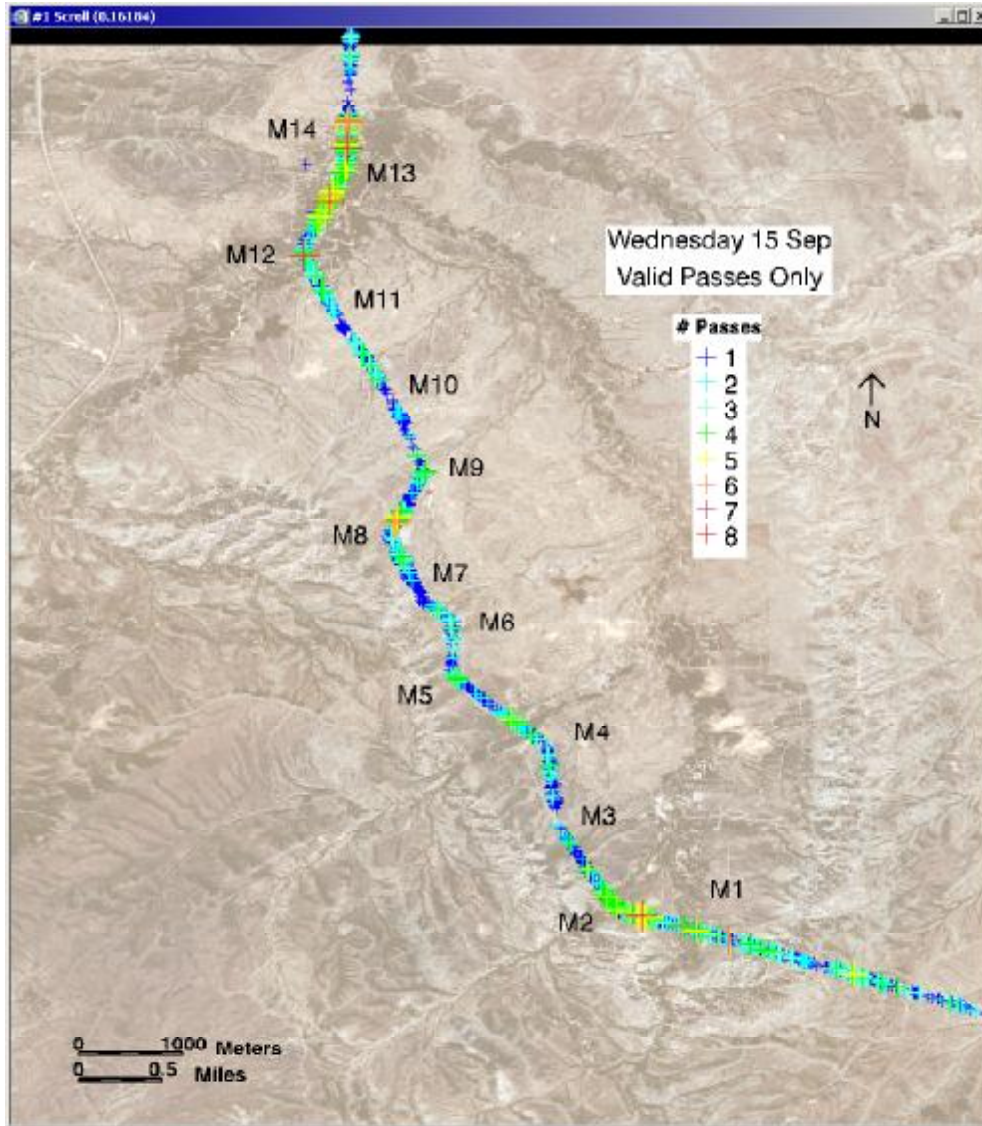 #1 Scroll (0.16184)
M14
M13
M12
Wednesday 15 Sep
Valid Passes Only
M11
# Passes
1
2
3
4
5
6
7
8
N
M10
M9
M8
M7
M6
M5
M4
M3
M1
M2
0 1000 Meters
0 0.5 Miles